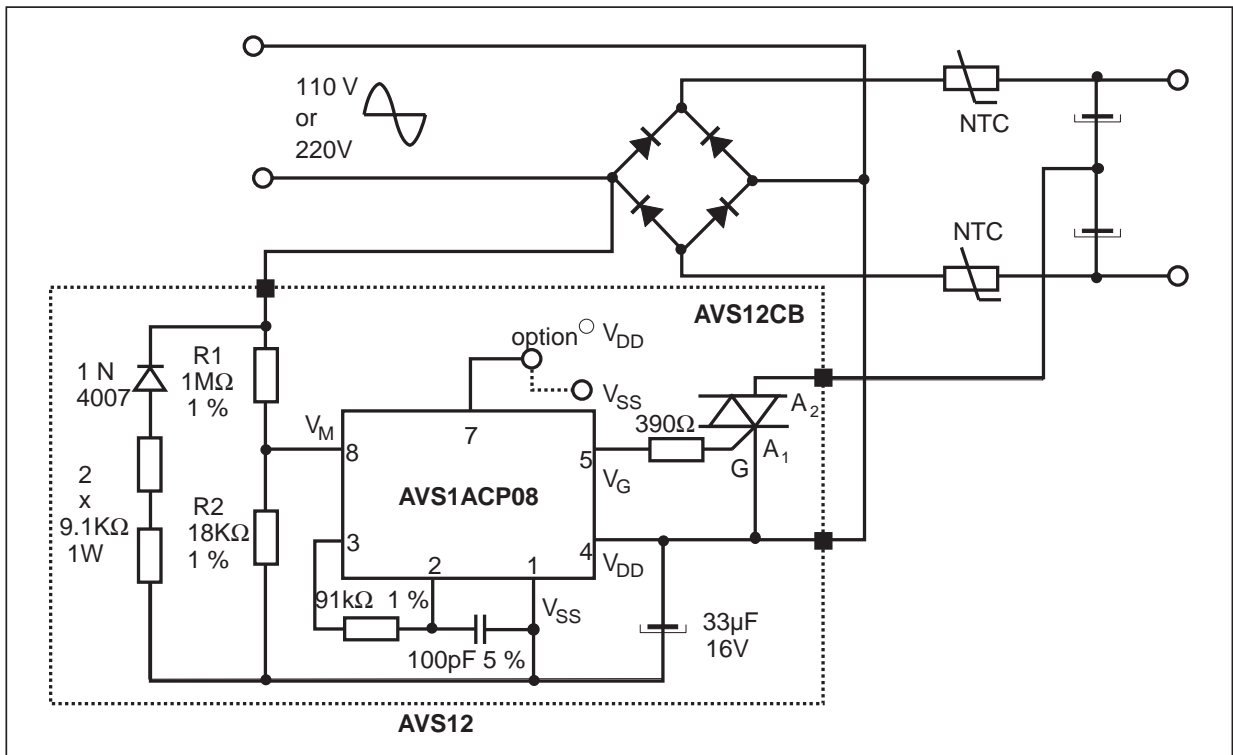 110 V
or
220V
NTC
NTC
AVS12CB
option V_DD
V_SS
1 N
4007
R1
1MΩ
1 %
V_M
7
390Ω
A_2
A_1
G
8
5
V_G
AVS1ACP08
2
x
9.1KΩ
1W
R2
18KΩ
1 %
3
2
1
4
V_DD
91kΩ 1 %
V_SS
100pF 5 %
33µF
16V
AVS12